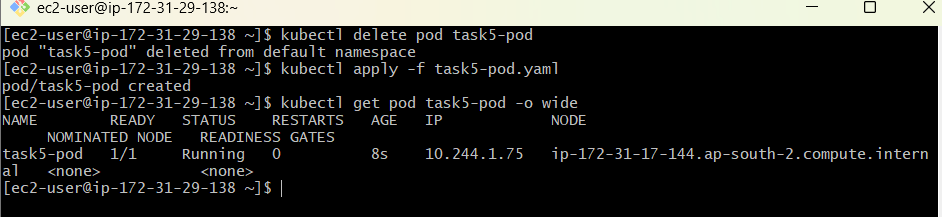 ec2-user@ip-172-31-29-138:~
[ec2-user@ip-172-31-29-138 ~]$ kubectl delete pod task5-pod
pod "task5-pod" deleted from default namespace
[ec2-user@ip-172-31-29-138 ~]$ kubectl apply -f task5-pod.yaml
pod/task5-pod created
[ec2-user@ip-172-31-29-138 ~]$ kubectl get pod task5-pod -o wide
NAME        READY   STATUS    RESTARTS   AGE   IP            NODE
     NOMINATED NODE   READINESS GATES
task5-pod   1/1     Running   0          8s    10.244.1.75   ip-172-31-17-144.ap-south-2.compute.intern
al   <none>           <none>
[ec2-user@ip-172-31-29-138 ~]$